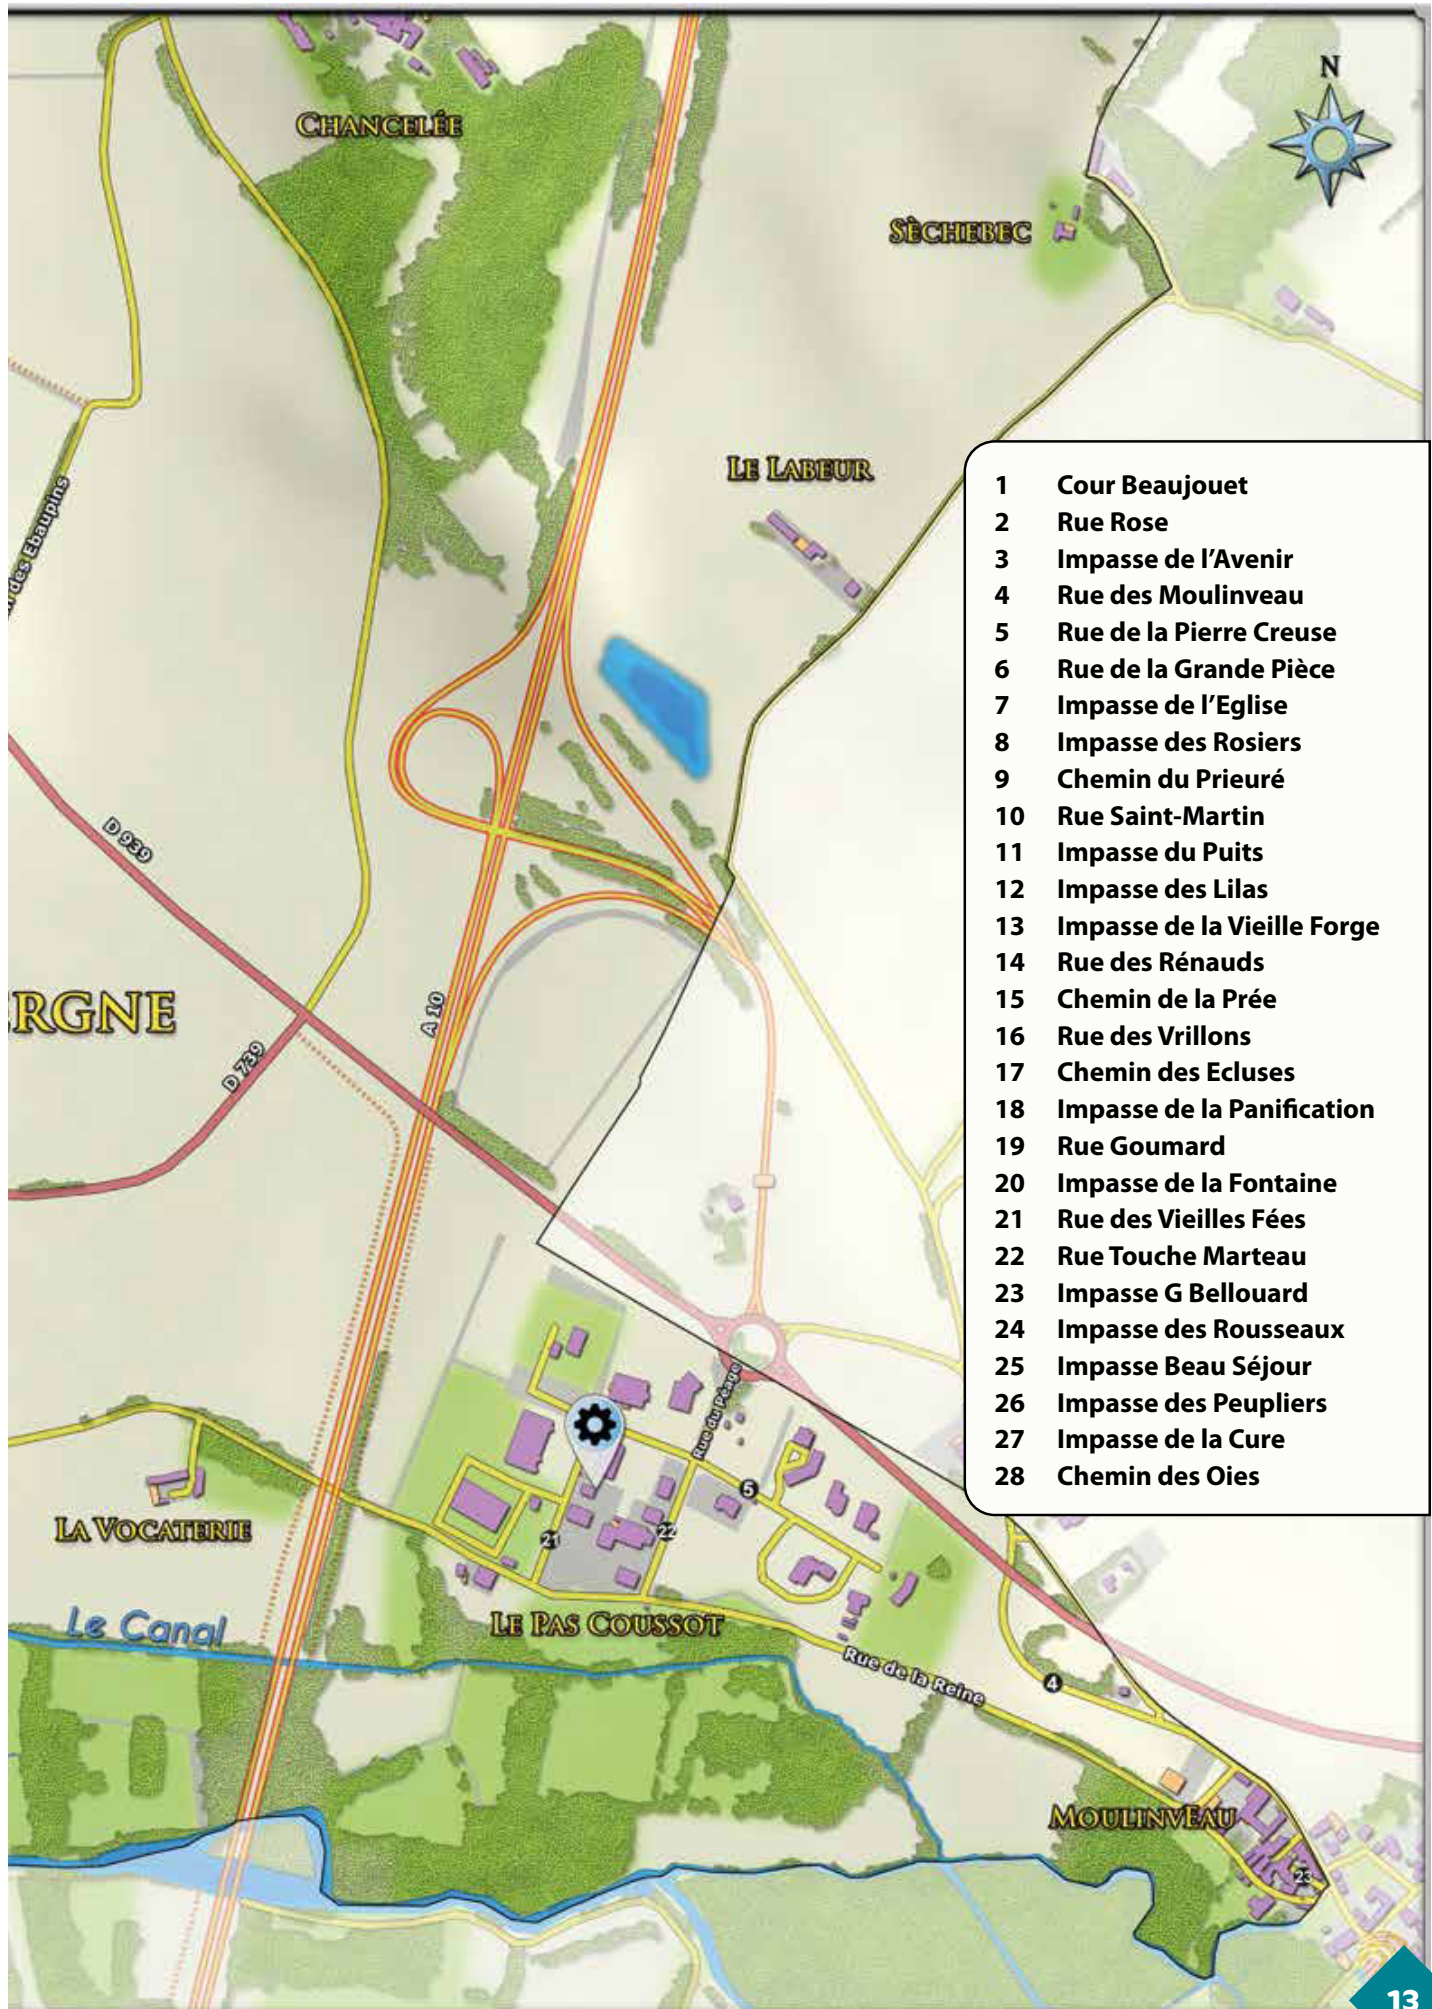 N
CHANCELÉE
SÈCHEBEC
LE LABEUR
des Ebaupins
1 Cour Beaujouet
2 Rue Rose
3 Impasse de l’Avenir
4 Rue des Moulinveau
5 Rue de la Pierre Creuse
6 Rue de la Grande Pièce
7 Impasse de l’Eglise
8 Impasse des Rosiers
9 Chemin du Prieuré
10 Rue Saint-Martin
11 Impasse du Puits
12 Impasse des Lilas
13 Impasse de la Vieille Forge
14 Rue des Rénauds
15 Chemin de la Prée
16 Rue des Vrillons
17 Chemin des Ecluses
18 Impasse de la Panification
19 Rue Goumard
20 Impasse de la Fontaine
21 Rue des Vieilles Fées
22 Rue Touche Marteau
23 Impasse G Bellouard
24 Impasse des Rousseaux
25 Impasse Beau Séjour
26 Impasse des Peupliers
27 Impasse de la Cure
28 Chemin des Oies
D 939
RGNE
A 10
D 739
Rue du Péage
5
21
22
LA VOCATERIE
LE PAS COUSSOT
Le Canal
Rue de la Reine
4
MOULINVEAU
23
13